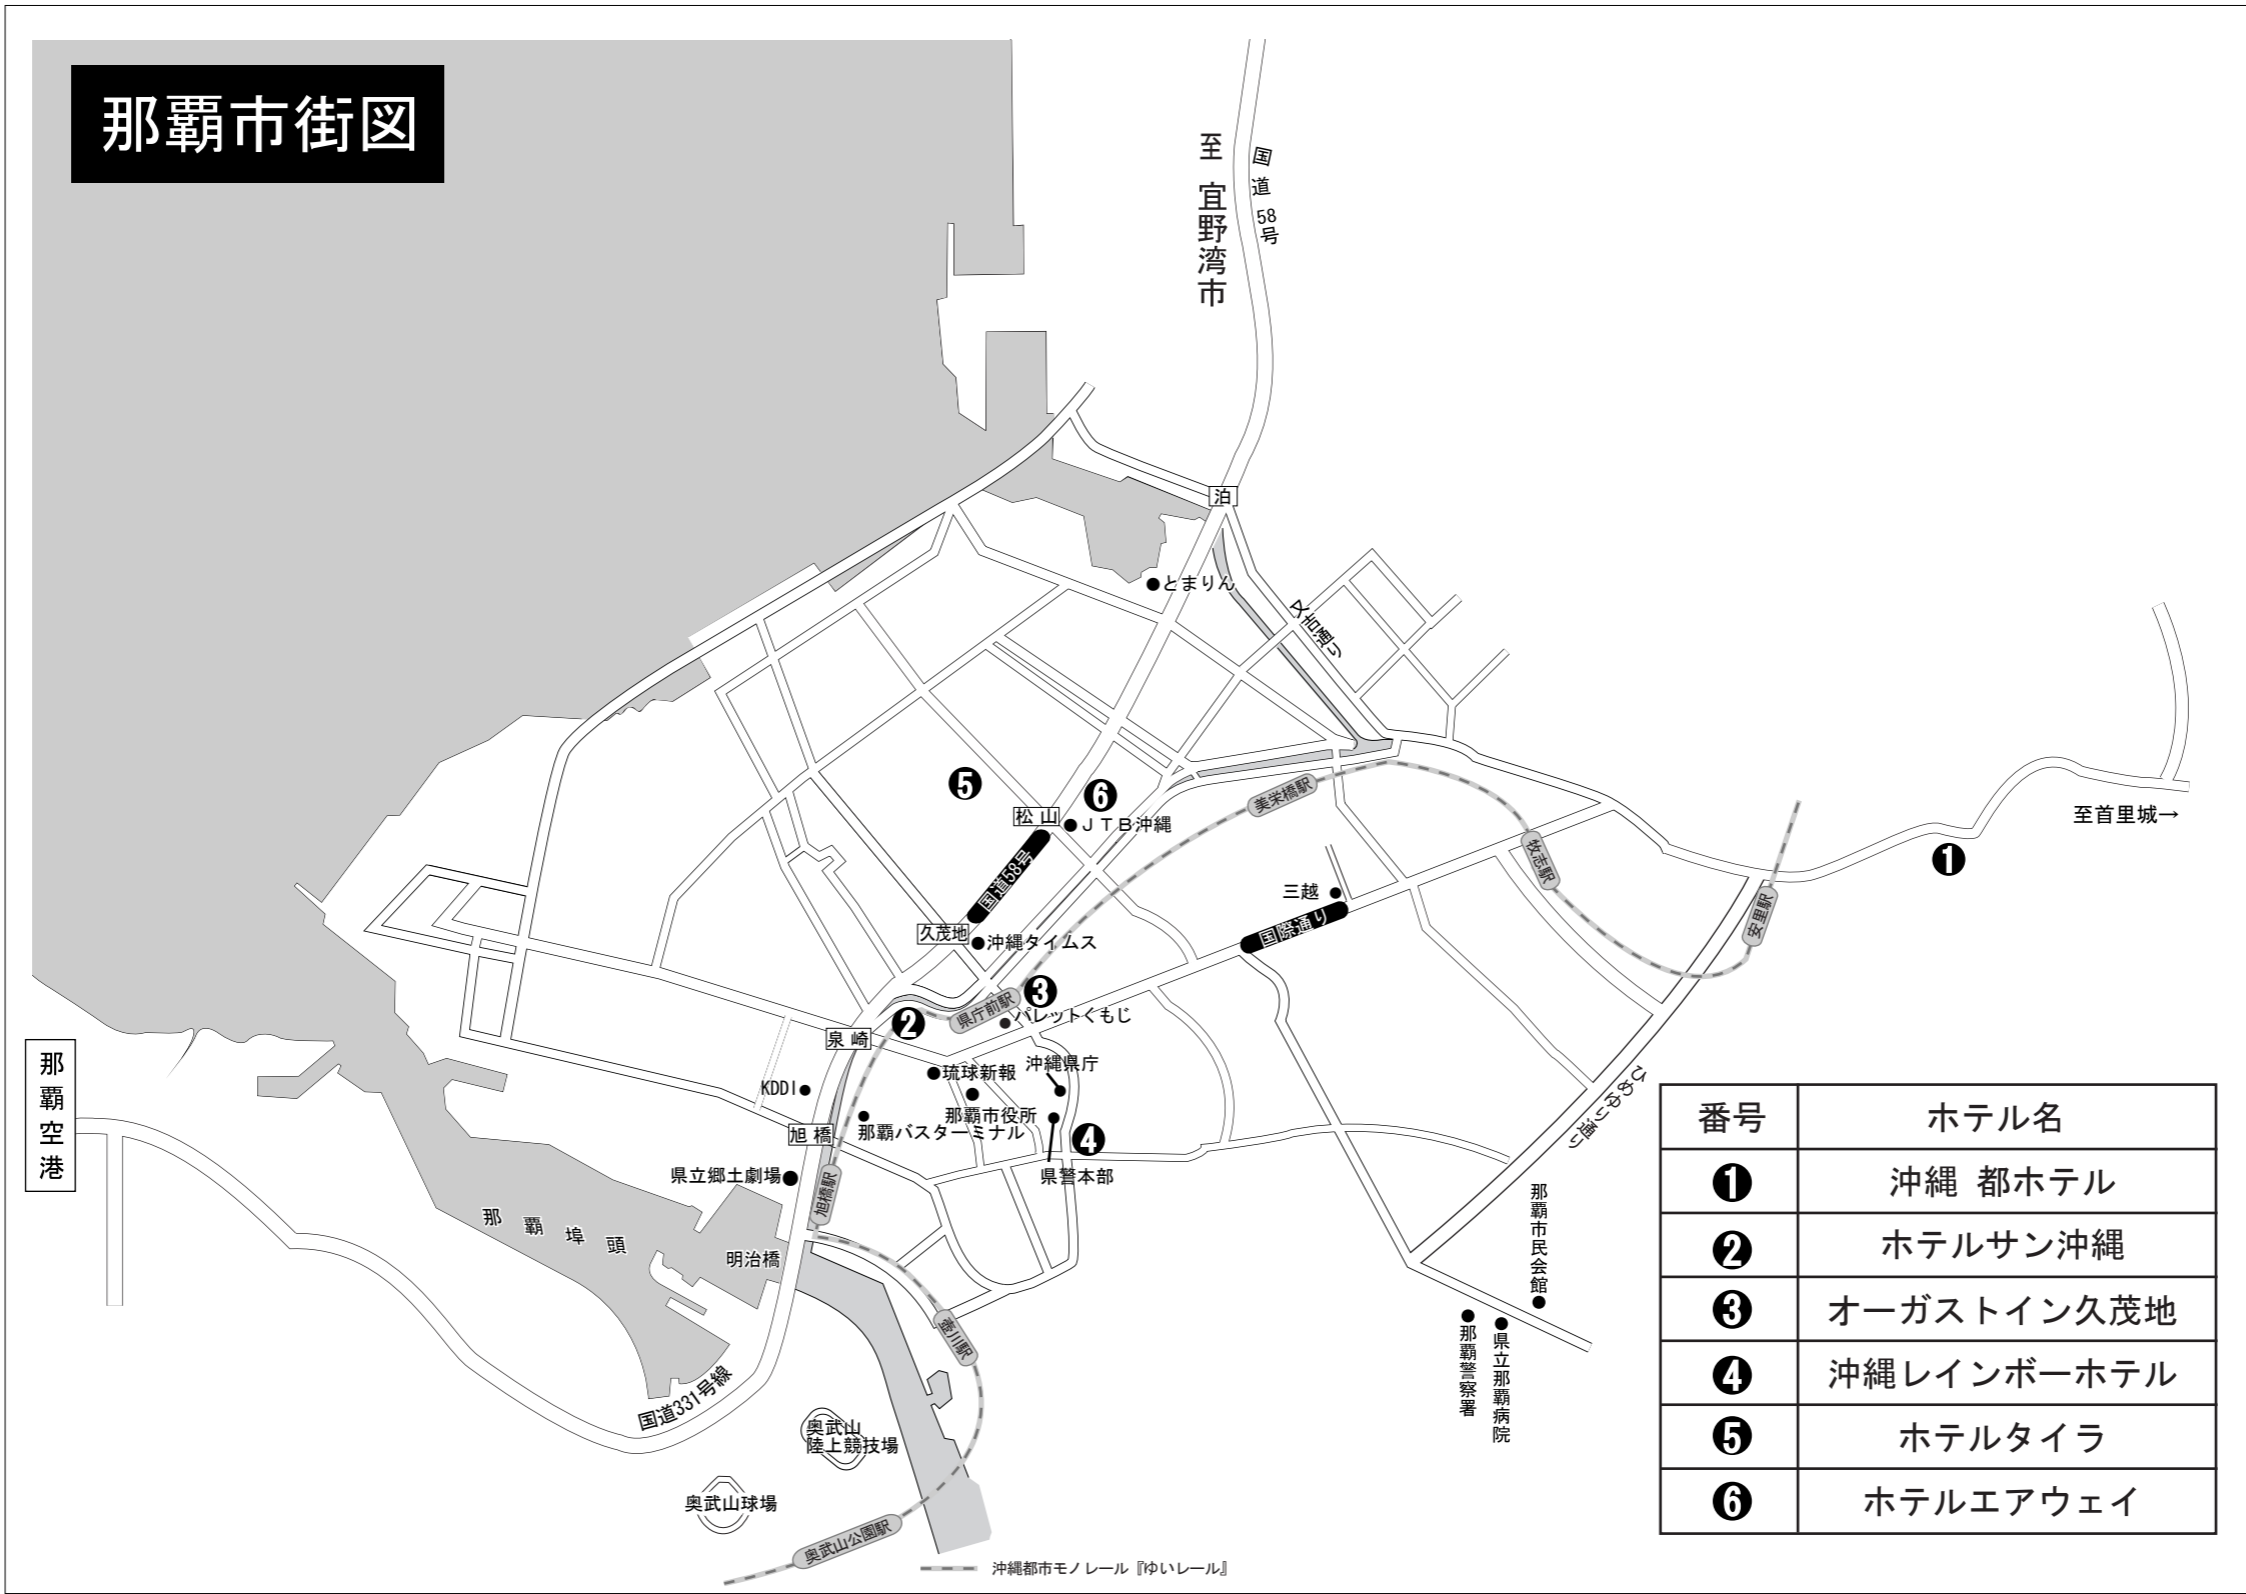 那覇市街図
至 宜野湾市
国道58号
泊
とまりん
又吉通り
松山
JTB沖縄
美栄橋駅
牧志駅
安里駅
至首里城→
国道58号
久茂地
沖縄タイムス
三越
国際通り
県庁前駅
パレットくもじ
泉崎
琉球新報
沖縄県庁
KDDI
那覇市役所
那覇バスターミナル
旭橋
県警本部
県立郷土劇場
旭橋駅
那覇空港
那覇埠頭
明治橋
壺川駅
国道331号線
奥武山
陸上競技場
奥武山球場
奥武山公園駅
ひめゆり通り
那覇市民会館
那覇警察署
県立那覇病院
沖縄都市モノレール『ゆいレール』
❶
❷
❸
❹
❺
❻
番号 ホテル名
❶ 沖縄 都ホテル
❷ ホテルサン沖縄
❸ オーガストイン久茂地
❹ 沖縄レインボーホテル
❺ ホテルタイラ
❻ ホテルエアウェイ